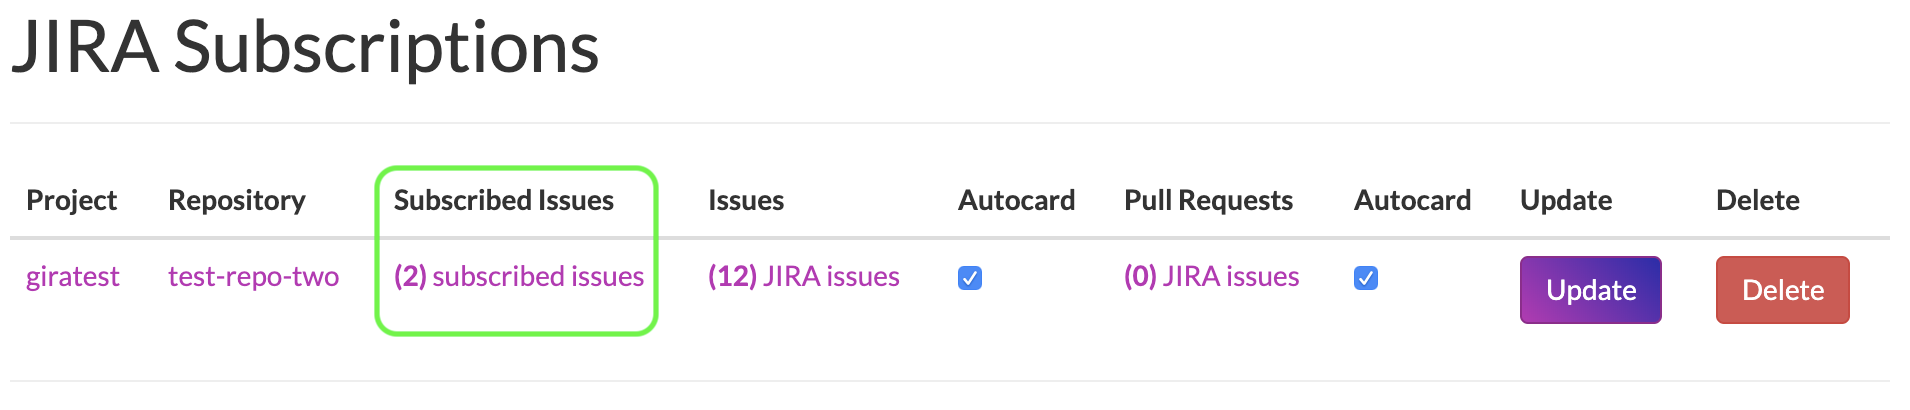 JIRA Subscriptions
Project Repository Subscribed Issues Issues Autocard Pull Requests Autocard Update Delete
giratest test-repo-two (2) subscribed issues (12) JIRA issues (0) JIRA issues Update Delete